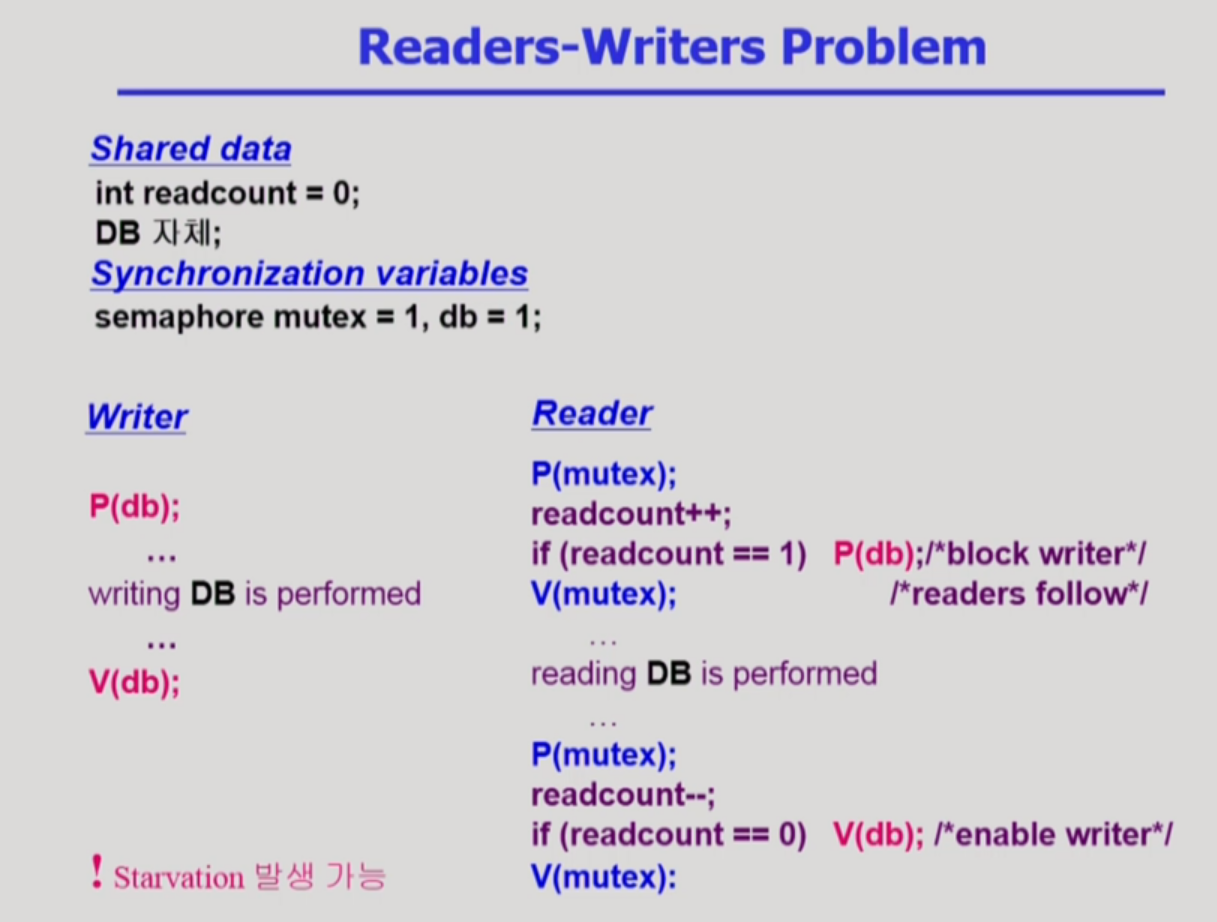 Readers-Writers Problem
Shared data
int readcount = 0;
DB 자체;
Synchronization variables
semaphore mutex = 1, db = 1;
Writer
P(db);
...
writing DB is performed
...
V(db);
! Starvation 발생 가능
Reader
P(mutex);
readcount++;
if (readcount == 1) P(db);/*block writer*/
V(mutex); /*readers follow*/
...
reading DB is performed
...
P(mutex);
readcount--;
if (readcount == 0) V(db); /*enable writer*/
V(mutex):